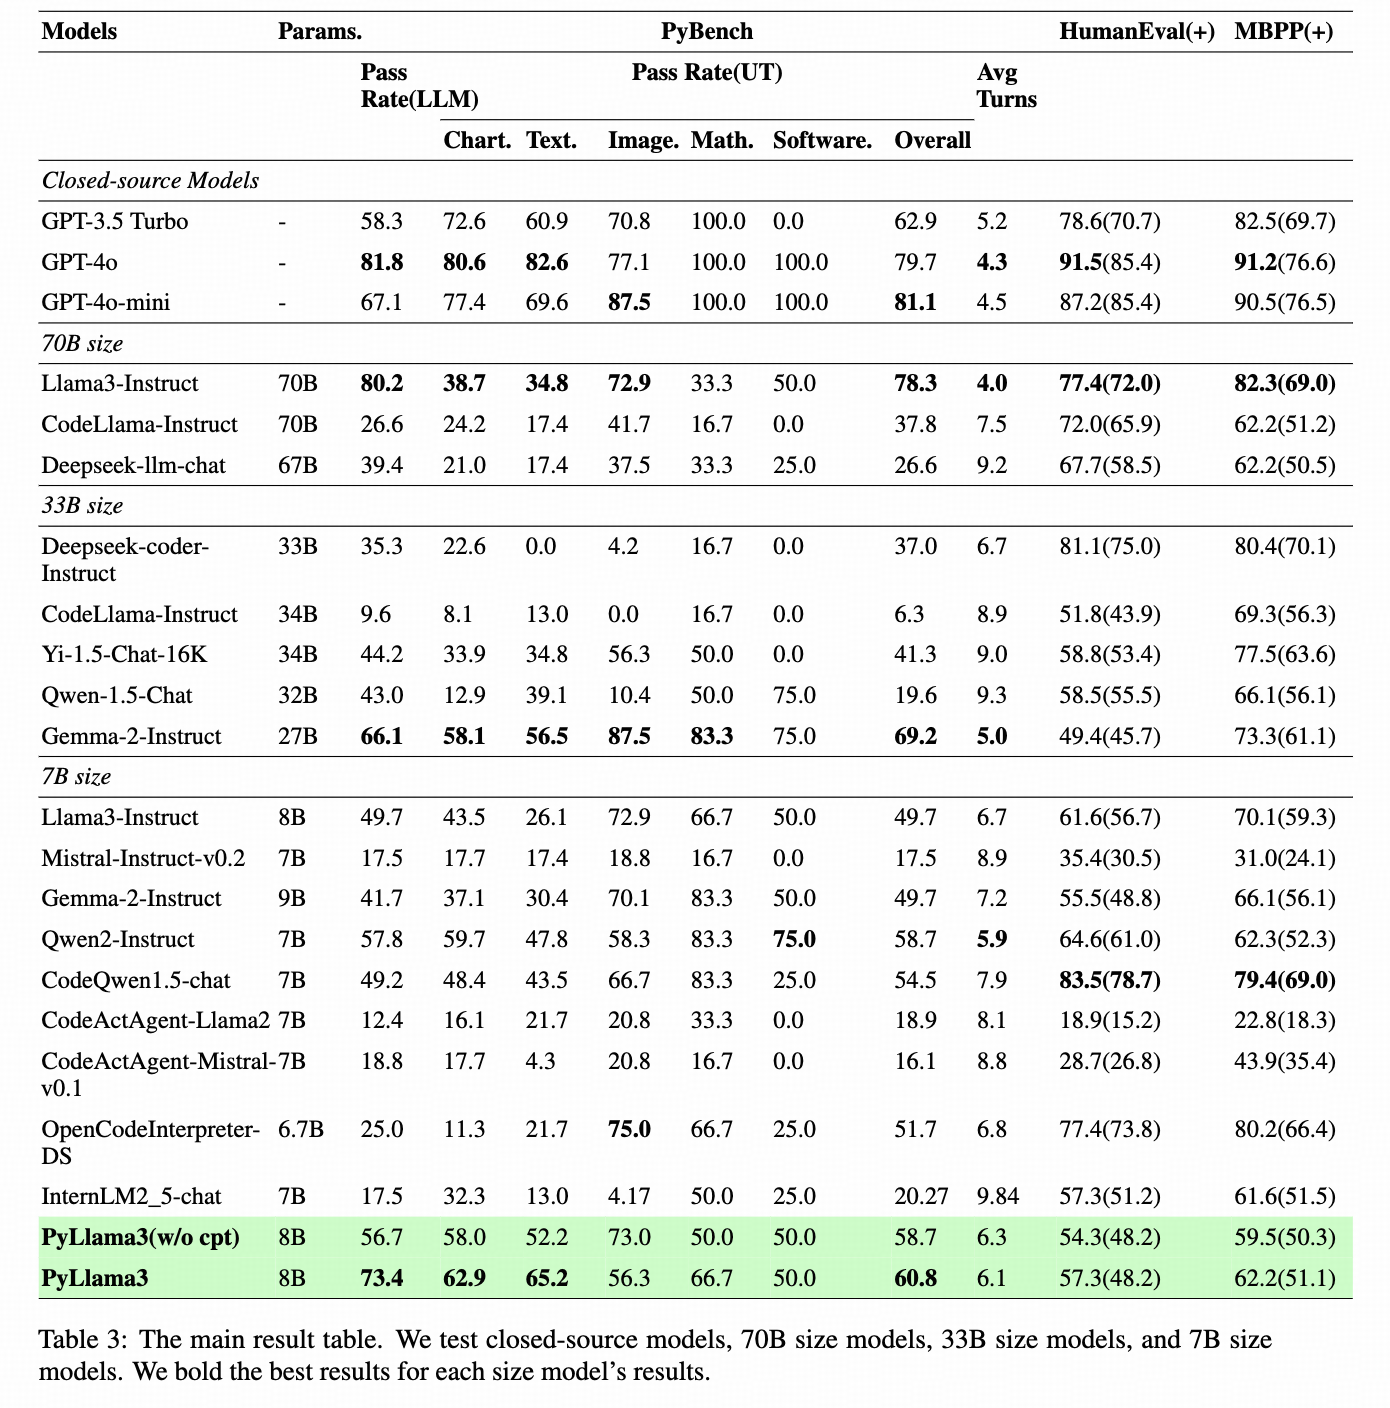 Models Params. PyBench HumanEval(+) MBPP(+)
Pass Rate(LLM) Pass Rate(UT) Avg Turns
Chart. Text. Image. Math. Software. Overall
Closed-source Models
GPT-3.5 Turbo - 58.3 72.6 60.9 70.8 100.0 0.0 62.9 5.2 78.6(70.7) 82.5(69.7)
GPT-4o - 81.8 80.6 82.6 77.1 100.0 100.0 79.7 4.3 91.5(85.4) 91.2(76.6)
GPT-4o-mini - 67.1 77.4 69.6 87.5 100.0 100.0 81.1 4.5 87.2(85.4) 90.5(76.5)
70B size
Llama3-Instruct 70B 80.2 38.7 34.8 72.9 33.3 50.0 78.3 4.0 77.4(72.0) 82.3(69.0)
CodeLlama-Instruct 70B 26.6 24.2 17.4 41.7 16.7 0.0 37.8 7.5 72.0(65.9) 62.2(51.2)
Deepseek-llm-chat 67B 39.4 21.0 17.4 37.5 33.3 25.0 26.6 9.2 67.7(58.5) 62.2(50.5)
33B size
Deepseek-coder- 33B 35.3 22.6 0.0 4.2 16.7 0.0 37.0 6.7 81.1(75.0) 80.4(70.1)
Instruct
CodeLlama-Instruct 34B 9.6 8.1 13.0 0.0 16.7 0.0 6.3 8.9 51.8(43.9) 69.3(56.3)
Yi-1.5-Chat-16K 34B 44.2 33.9 34.8 56.3 50.0 0.0 41.3 9.0 58.8(53.4) 77.5(63.6)
Qwen-1.5-Chat 32B 43.0 12.9 39.1 10.4 50.0 75.0 19.6 9.3 58.5(55.5) 66.1(56.1)
Gemma-2-Instruct 27B 66.1 58.1 56.5 87.5 83.3 75.0 69.2 5.0 49.4(45.7) 73.3(61.1)
7B size
Llama3-Instruct 8B 49.7 43.5 26.1 72.9 66.7 50.0 49.7 6.7 61.6(56.7) 70.1(59.3)
Mistral-Instruct-v0.2 7B 17.5 17.7 17.4 18.8 16.7 0.0 17.5 8.9 35.4(30.5) 31.0(24.1)
Gemma-2-Instruct 9B 41.7 37.1 30.4 70.1 83.3 50.0 49.7 7.2 55.5(48.8) 66.1(56.1)
Qwen2-Instruct 7B 57.8 59.7 47.8 58.3 83.3 75.0 58.7 5.9 64.6(61.0) 62.3(52.3)
CodeQwen1.5-chat 7B 49.2 48.4 43.5 66.7 83.3 25.0 54.5 7.9 83.5(78.7) 79.4(69.0)
CodeActAgent-Llama2 7B 12.4 16.1 21.7 20.8 33.3 0.0 18.9 8.1 18.9(15.2) 22.8(18.3)
CodeActAgent-Mistral- 7B 18.8 17.7 4.3 20.8 16.7 0.0 16.1 8.8 28.7(26.8) 43.9(35.4)
v0.1
OpenCodeInterpreter- 6.7B 25.0 11.3 21.7 75.0 66.7 25.0 51.7 6.8 77.4(73.8) 80.2(66.4)
DS
InternLM2_5-chat 7B 17.5 32.3 13.0 4.17 50.0 25.0 20.27 9.84 57.3(51.2) 61.6(51.5)
PyLlama3(w/o cpt) 8B 56.7 58.0 52.2 73.0 50.0 50.0 58.7 6.3 54.3(48.2) 59.5(50.3)
PyLlama3 8B 73.4 62.9 65.2 56.3 66.7 50.0 60.8 6.1 57.3(48.2) 62.2(51.1)
Table 3: The main result table. We test closed-source models, 70B size models, 33B size models, and 7B size
models. We bold the best results for each size model's results.